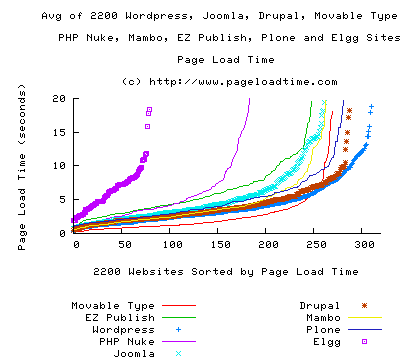 Avg of 2200 Wordpress, Joomla, Drupal, Movable Type
PHP Nuke, Mambo, EZ Publish, Plone and Elgg Sites
Page Load Time
(c) http://www.pageloadtime.com
Page Load Time (seconds)
20
15
10
5
0
0 50 100 150 200 250 300
2200 Websites Sorted by Page Load Time
Movable Type Drupal
EZ Publish Mambo
Wordpress Plone
PHP Nuke Elgg
Joomla